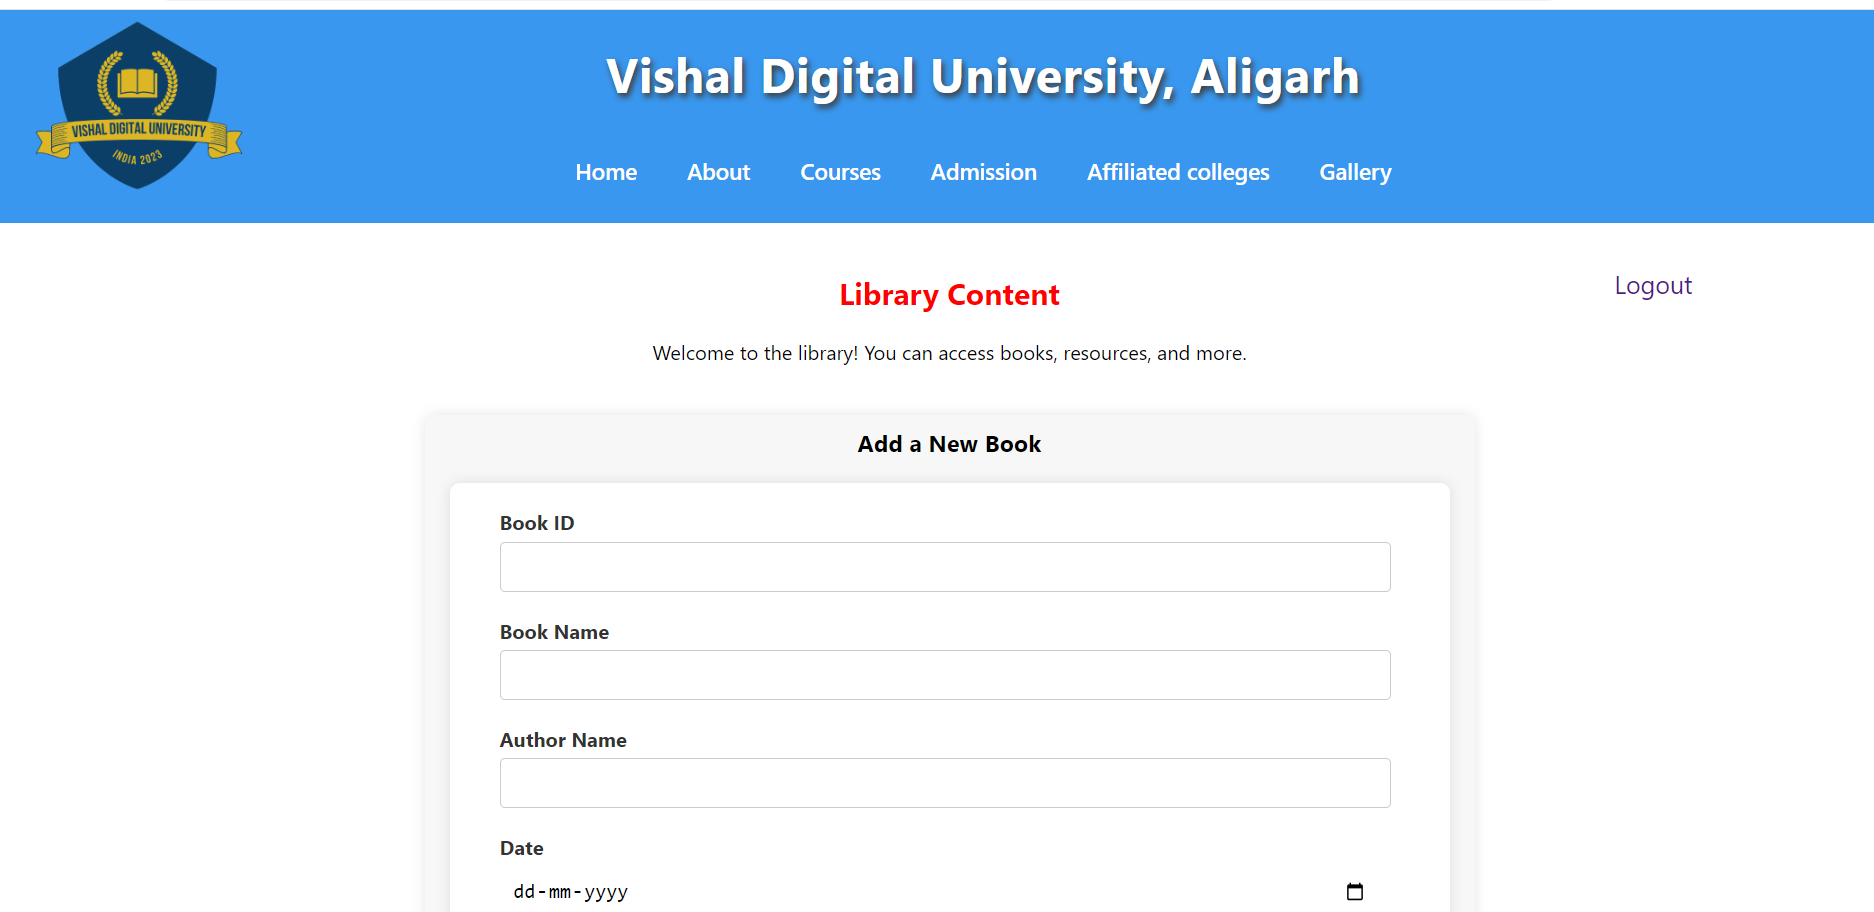 VISHAL DIGITAL UNIVERSITY
INDIA 2023
Vishal Digital University, Aligarh
Home About Courses Admission Affiliated colleges Gallery
Logout
Library Content
Welcome to the library! You can access books, resources, and more.
Add a New Book
Book ID
Book Name
Author Name
Date
dd-mm-yyyy